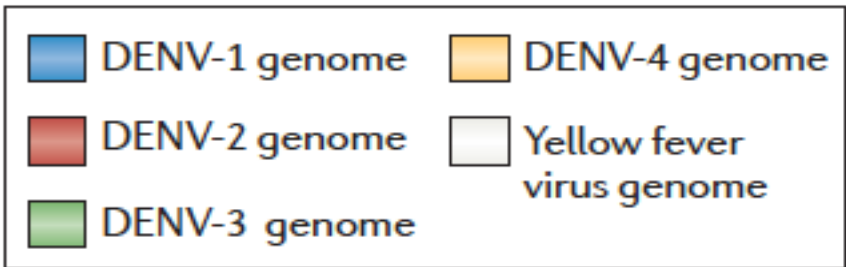 DENV-1 genome
DENV-2 genome
DENV-3 genome
DENV-4 genome
Yellow fever
virus genome